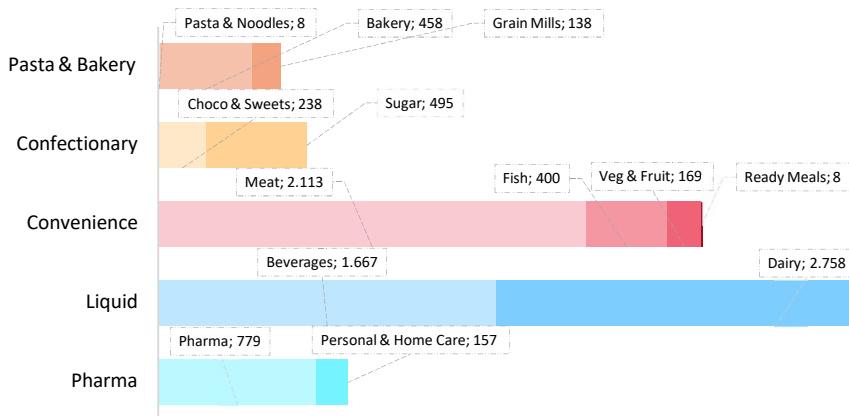 Pasta & Noodles; 8
Bakery; 458
Grain Mills; 138
Pasta & Bakery
Choco & Sweets; 238
Sugar; 495
Confectionary
Meat; 2.113
Fish; 400
Veg & Fruit; 169
Ready Meals; 8
Convenience
Beverages; 1.667
Dairy; 2.758
Liquid
Pharma; 779
Personal & Home Care; 157
Pharma